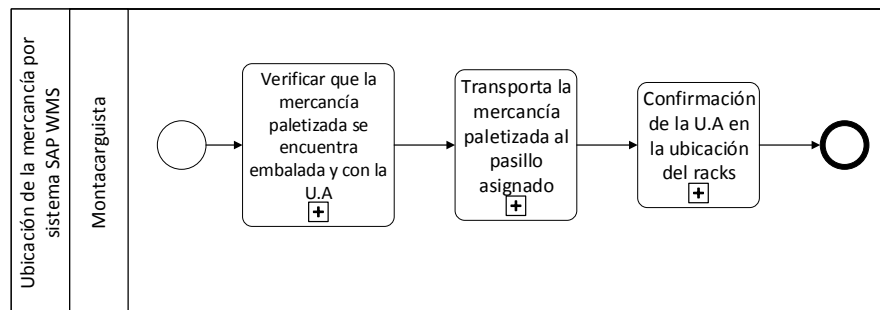 Ubicación de la mercancía por
sistema SAP WMS
Montacarguista
Verificar que la
mercancía
paletizada se
encuentra
embalada y con la
U.A
Transporta la
mercancía
paletizada al
pasillo
asignado
Confirmación
de la U.A en
la ubicación
del racks